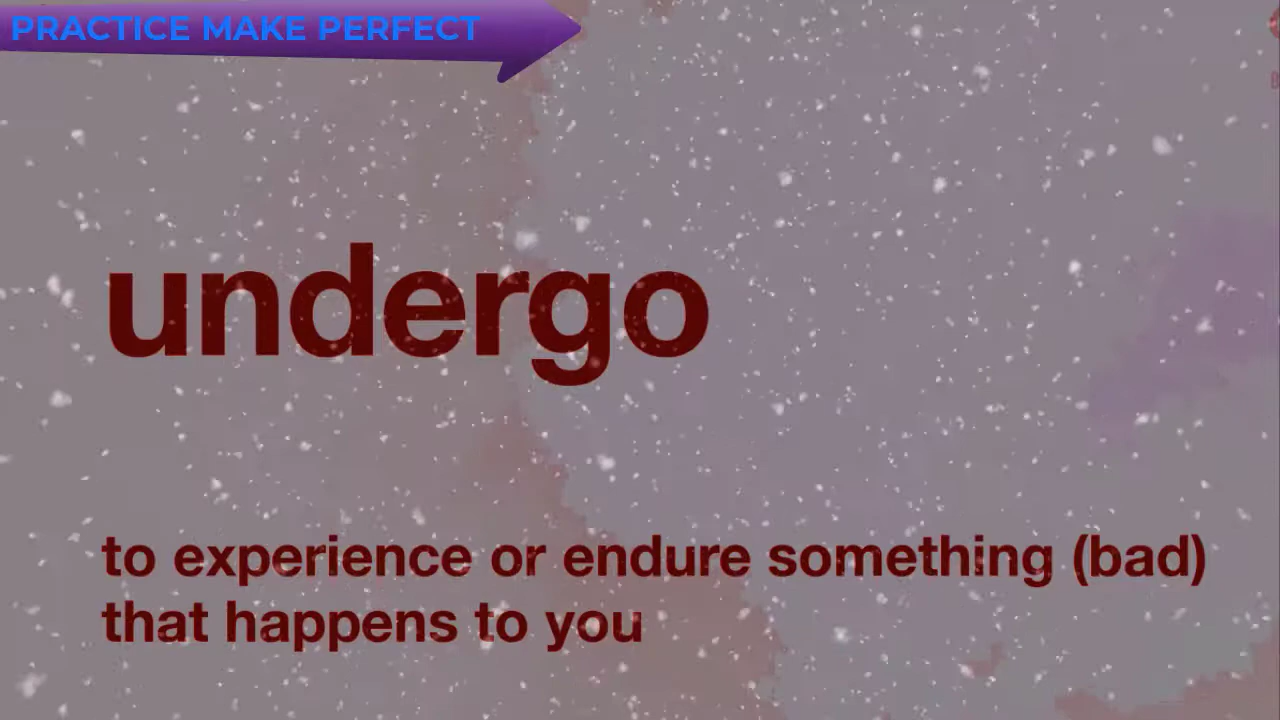 PRACTICE MAKE PERFECT
undergo
to experience or endure something (bad)
that happens to you